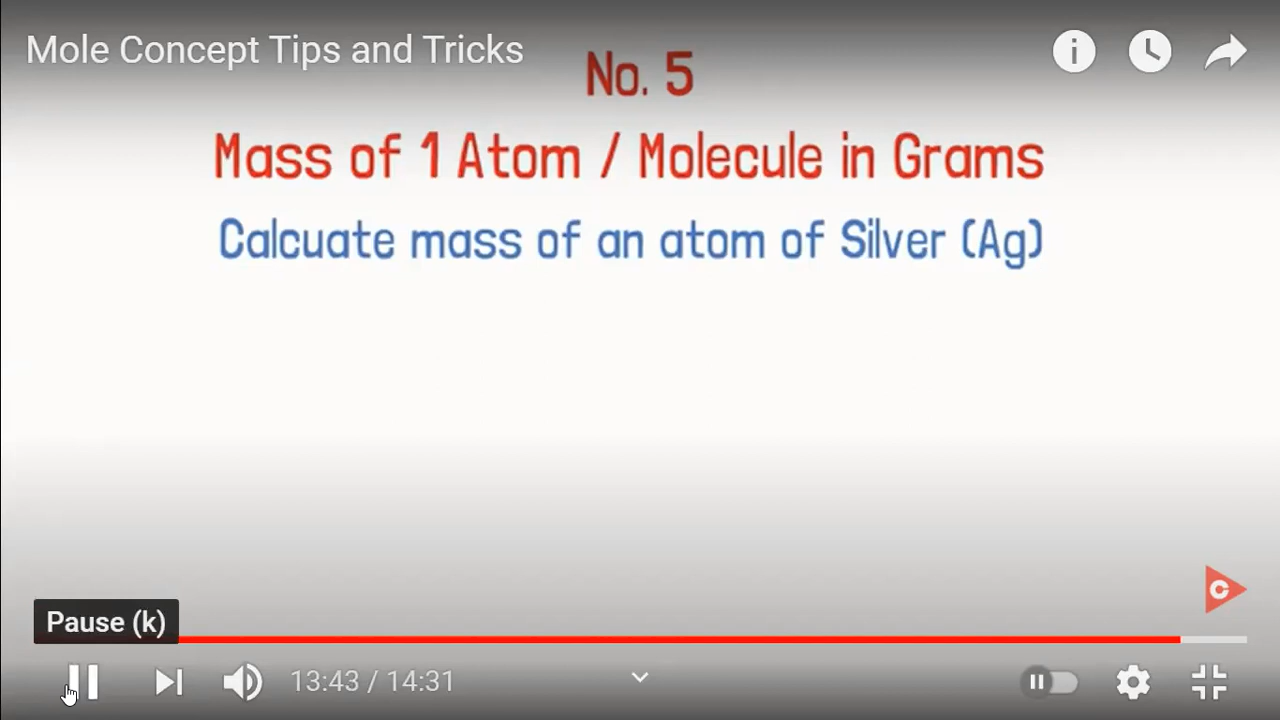 Mole Concept Tips and Tricks
No. 5
Mass of 1 Atom / Molecule in Grams
Calcuate mass of an atom of Silver (Ag)
Pause (k)
13:43 / 14:31